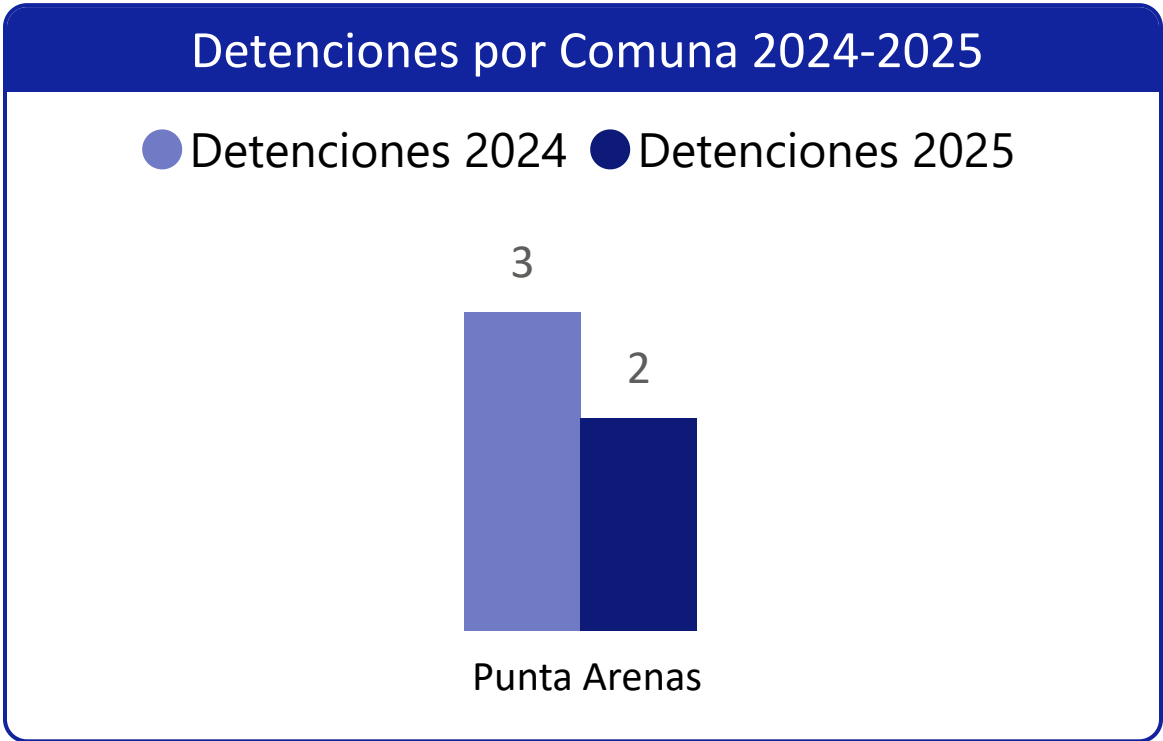 Detenciones por Comuna 2024-2025
Detenciones 2024 Detenciones 2025
3
2
Punta Arenas